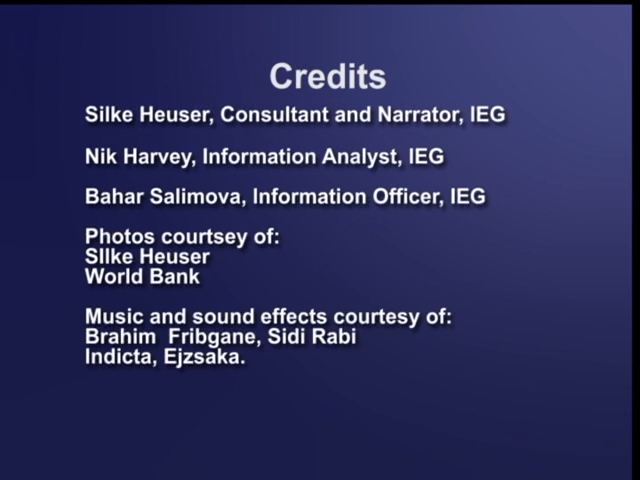 Credits
Silke Heuser, Consultant and Narrator, IEG
Nik Harvey, Information Analyst, IEG
Bahar Salimova, Information Officer, IEG
Photos courtsey of:
SIlke Heuser
World Bank
Music and sound effects courtesy of:
Brahim  Fribgane, Sidi Rabi
Indicta, Ejzsaka.